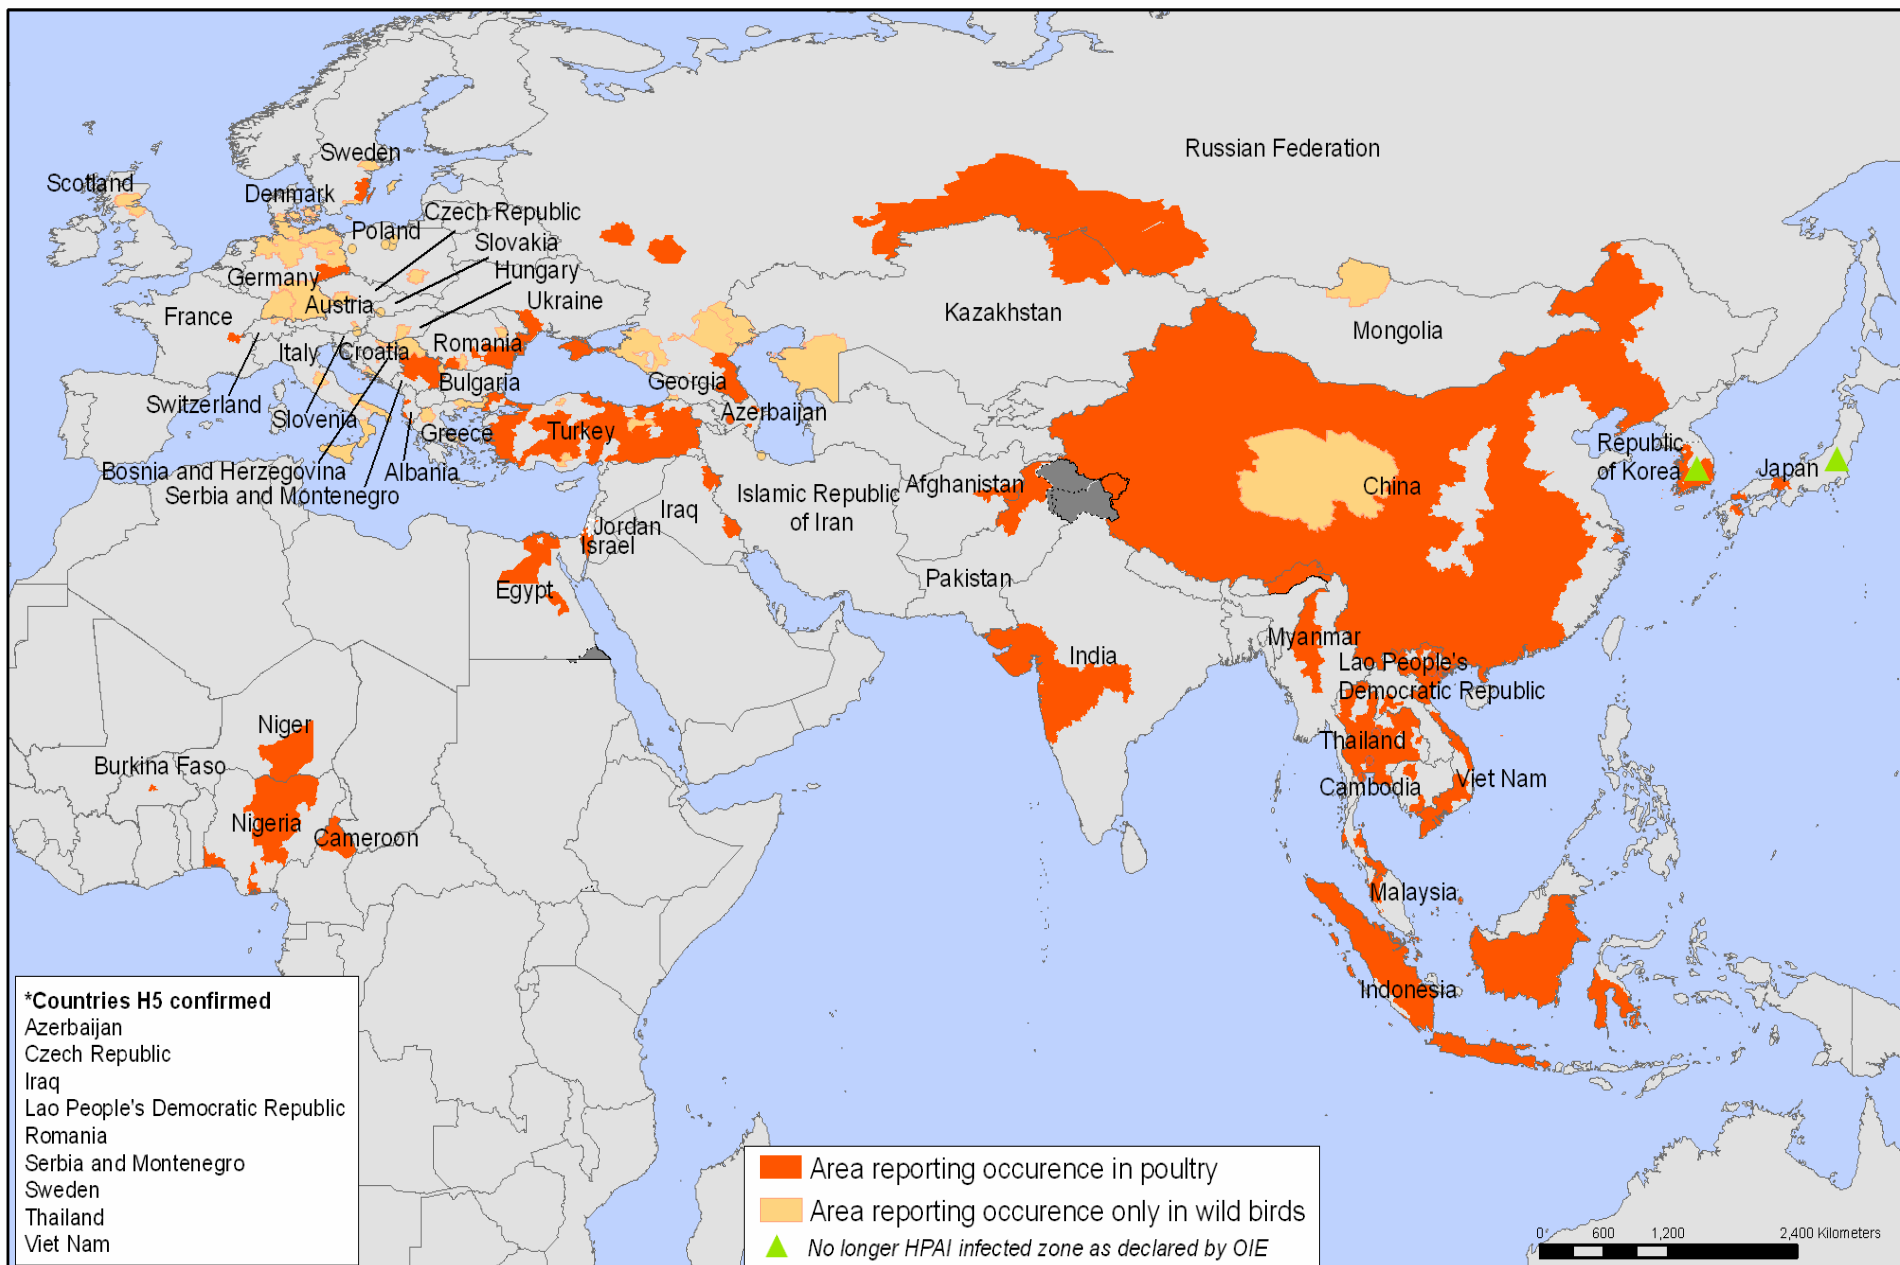 Russian Federation
Sweden
Scotland
Denmark
Czech Republic
Poland
Slovakia
Hungary
Germany
Ukraine
Austria
France
Kazakhstan
Mongolia
Italy
Croatia
Romania
Bulgaria
Georgia
Switzerland
Slovenia
Azerbaijan
Greece
Turkey
Bosnia and Herzegovina
Albania
Serbia and Montenegro
Republic
of Korea
Japan
Afghanistan
China
Islamic Republic
of Iran
Iraq
Jordan
Israel
Egypt
Pakistan
India
Myanmar
Lao People's
Democratic Republic
Niger
Thailand
Burkina Faso
Cambodia
Viet Nam
Nigeria
Cameroon
Malaysia
Indonesia
*Countries H5 confirmed
Azerbaijan
Czech Republic
Iraq
Lao People's Democratic Republic
Romania
Serbia and Montenegro
Sweden
Thailand
Viet Nam
Area reporting occurence in poultry
Area reporting occurence only in wild birds
No longer HPAI infected zone as declared by OIE
0 600 1,200 2,400 Kilometers